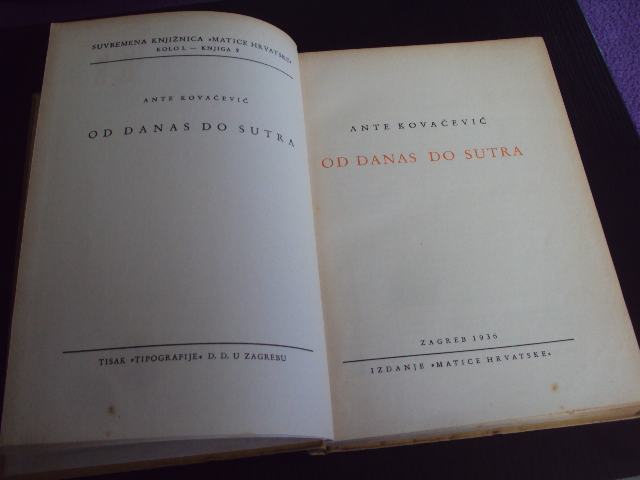 SUVREMENA KNJIŽNICA »MATICE HRVATSKE«
KOLO I. — KNJIGA 8
ANTE KOVAČEVIĆ
OD DANAS DO SUTRA
TISAK »TIPOGRAFIJE« D. D. U ZAGREBU
ANTE KOVAČEVIĆ
OD DANAS DO SUTRA
ZAGREB 1936
IZDANJE »MATICE HRVATSKE«